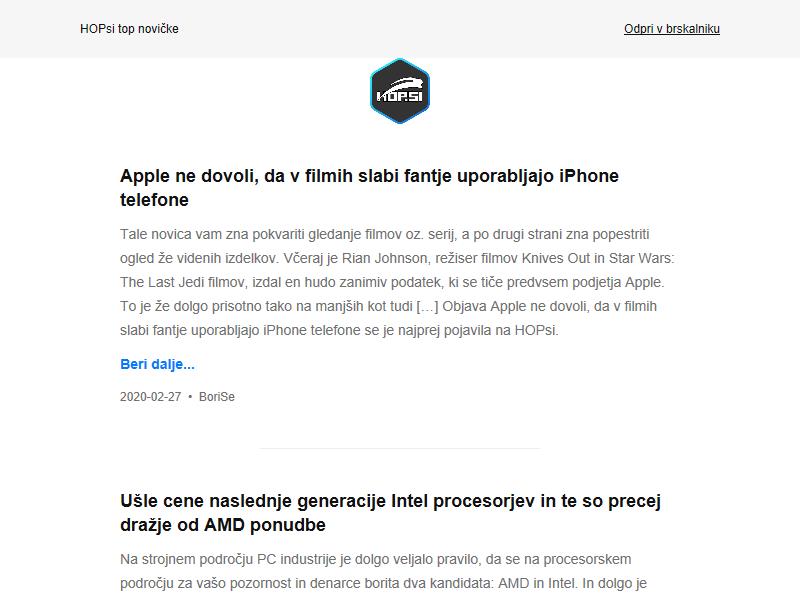 HOPsi top novičke
Odpri v brskalniku
HOP.SI
Apple ne dovoli, da v filmih slabi fantje uporabljajo iPhone
telefone
Tale novica vam zna pokvariti gledanje filmov oz. serij, a po drugi strani zna popestriti
ogled že videnih izdelkov. Včeraj je Rian Johnson, režiser filmov Knives Out in Star Wars:
The Last Jedi filmov, izdal en hudo zanimiv podatek, ki se tiče predvsem podjetja Apple.
To je že dolgo prisotno tako na manjših kot tudi […] Objava Apple ne dovoli, da v filmih
slabi fantje uporabljajo iPhone telefone se je najprej pojavila na HOPsi.
Beri dalje...
2020-02-27 • BoriSe
Ušle cene naslednje generacije Intel procesorjev in te so precej
dražje od AMD ponudbe
Na strojnem področju PC industrije je dolgo veljalo pravilo, da se na procesorskem
področju za vašo pozornost in denarce borita dva kandidata: AMD in Intel. In dolgo je